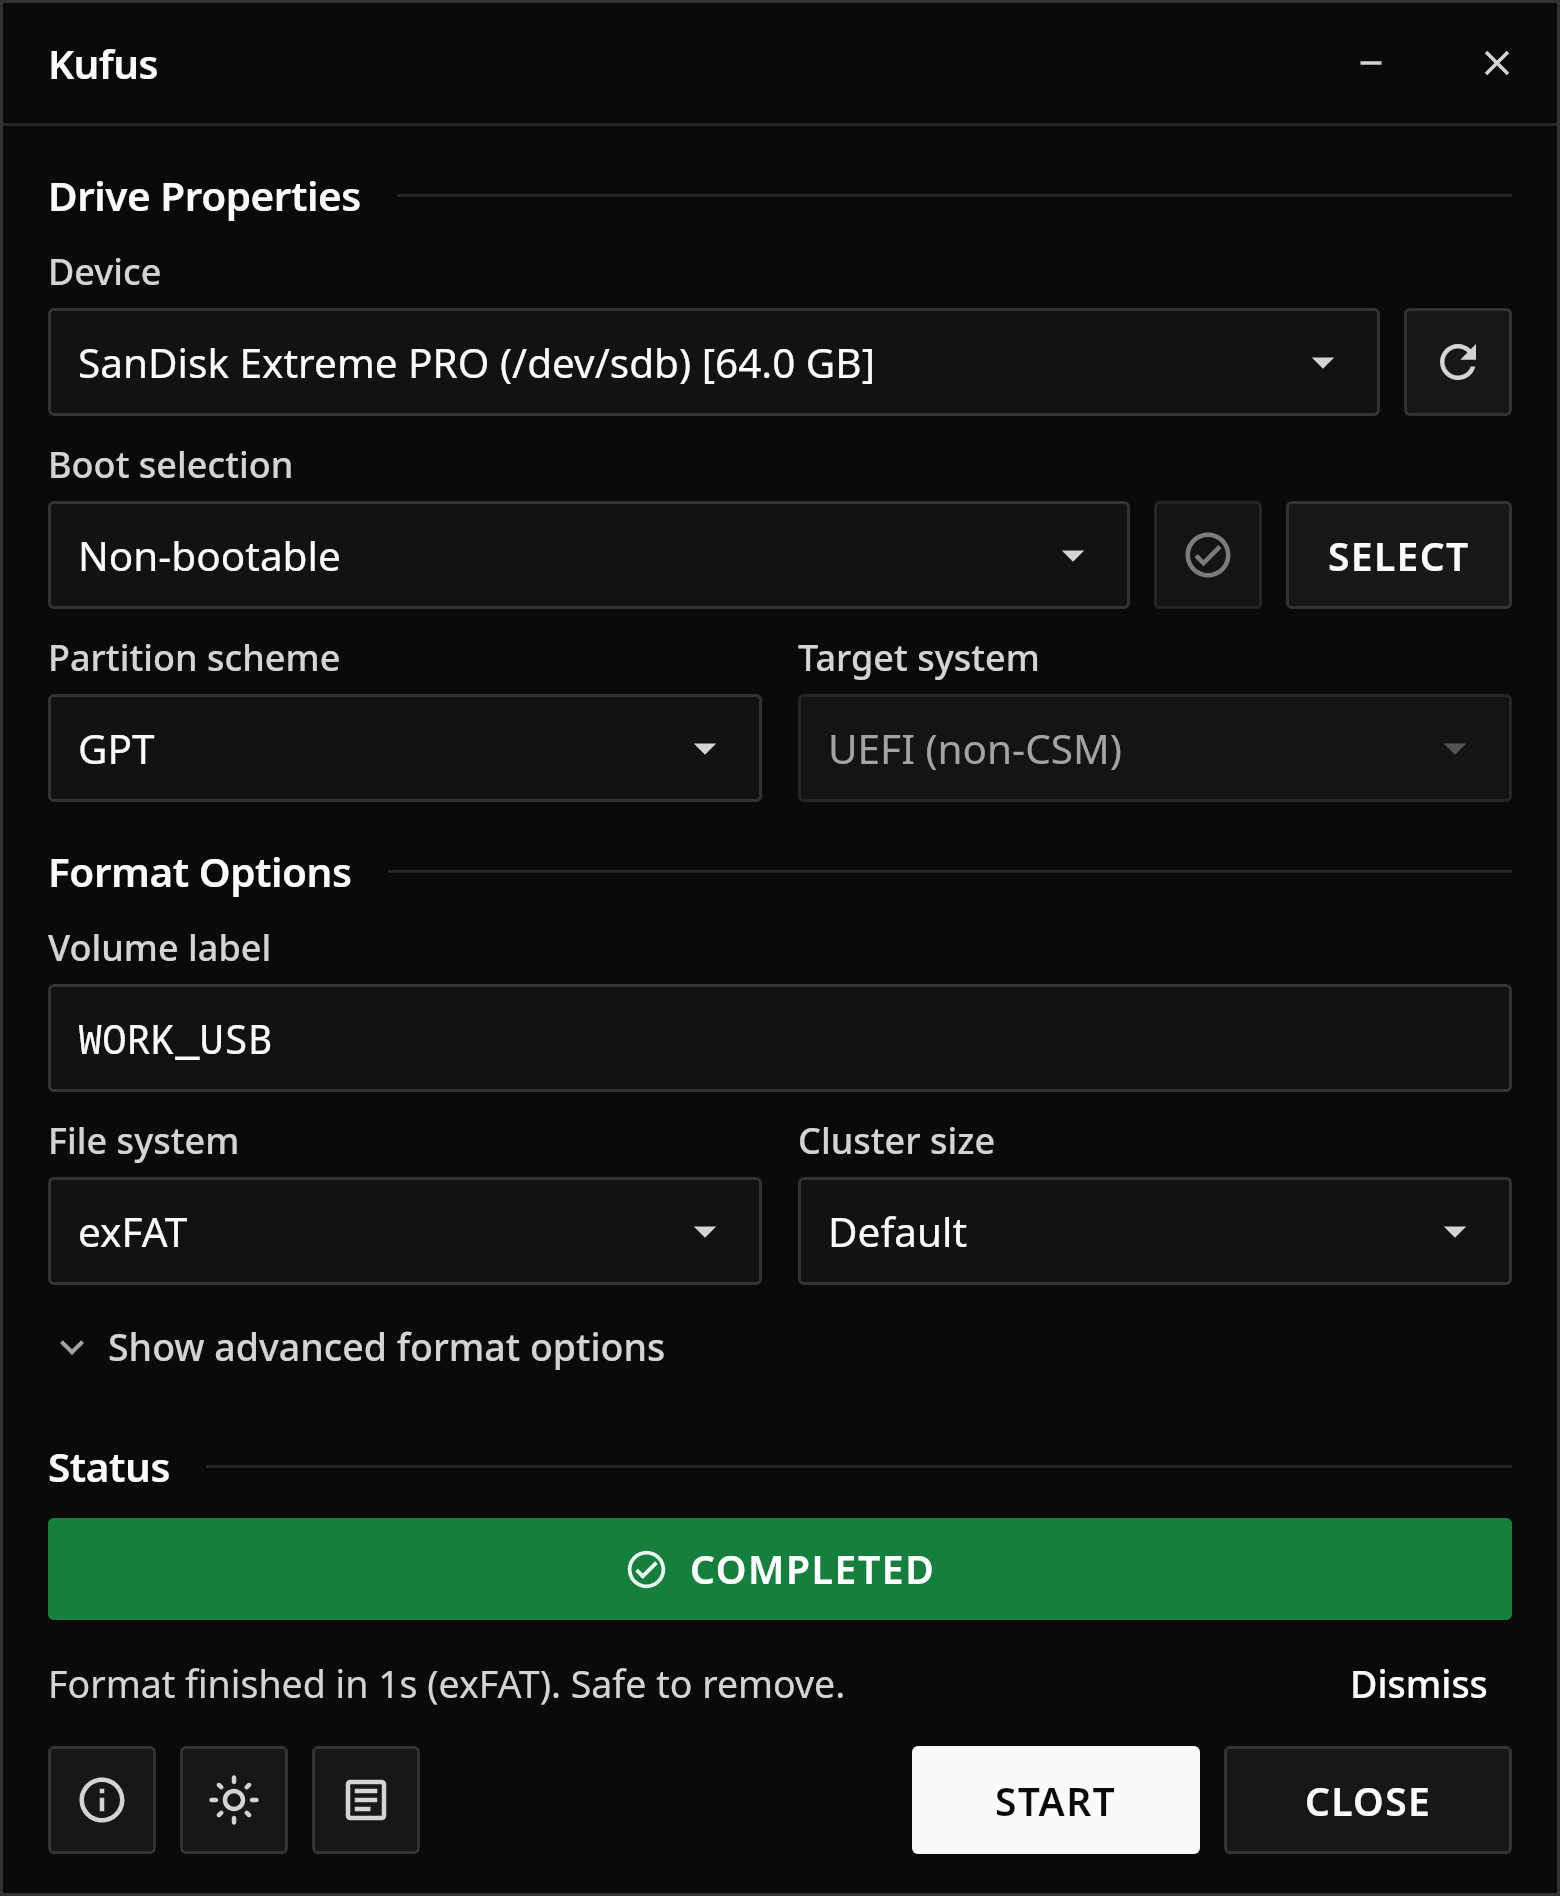 Kufus
Drive Properties
Device
SanDisk Extreme PRO (/dev/sdb) [64.0 GB]
Boot selection
Non-bootable
SELECT
Partition scheme
Target system
GPT
UEFI (non-CSM)
Format Options
Volume label
WORK_USB
File system
Cluster size
exFAT
Default
Show advanced format options
Status
COMPLETED
Format finished in 1s (exFAT). Safe to remove.
Dismiss
START
CLOSE